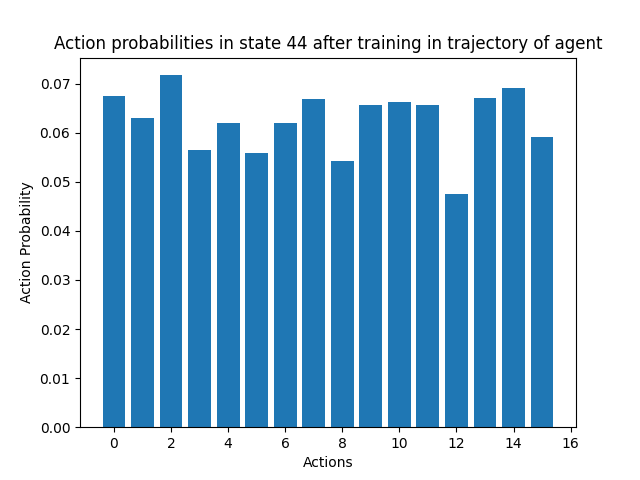 Action probabilities in state 44 after training in trajectory of agent
0.07
0.06
0.05
0.04
0.03
0.02
0.01
0.00
Action Probability
0 2 4 6 8 10 12 14 16
Actions